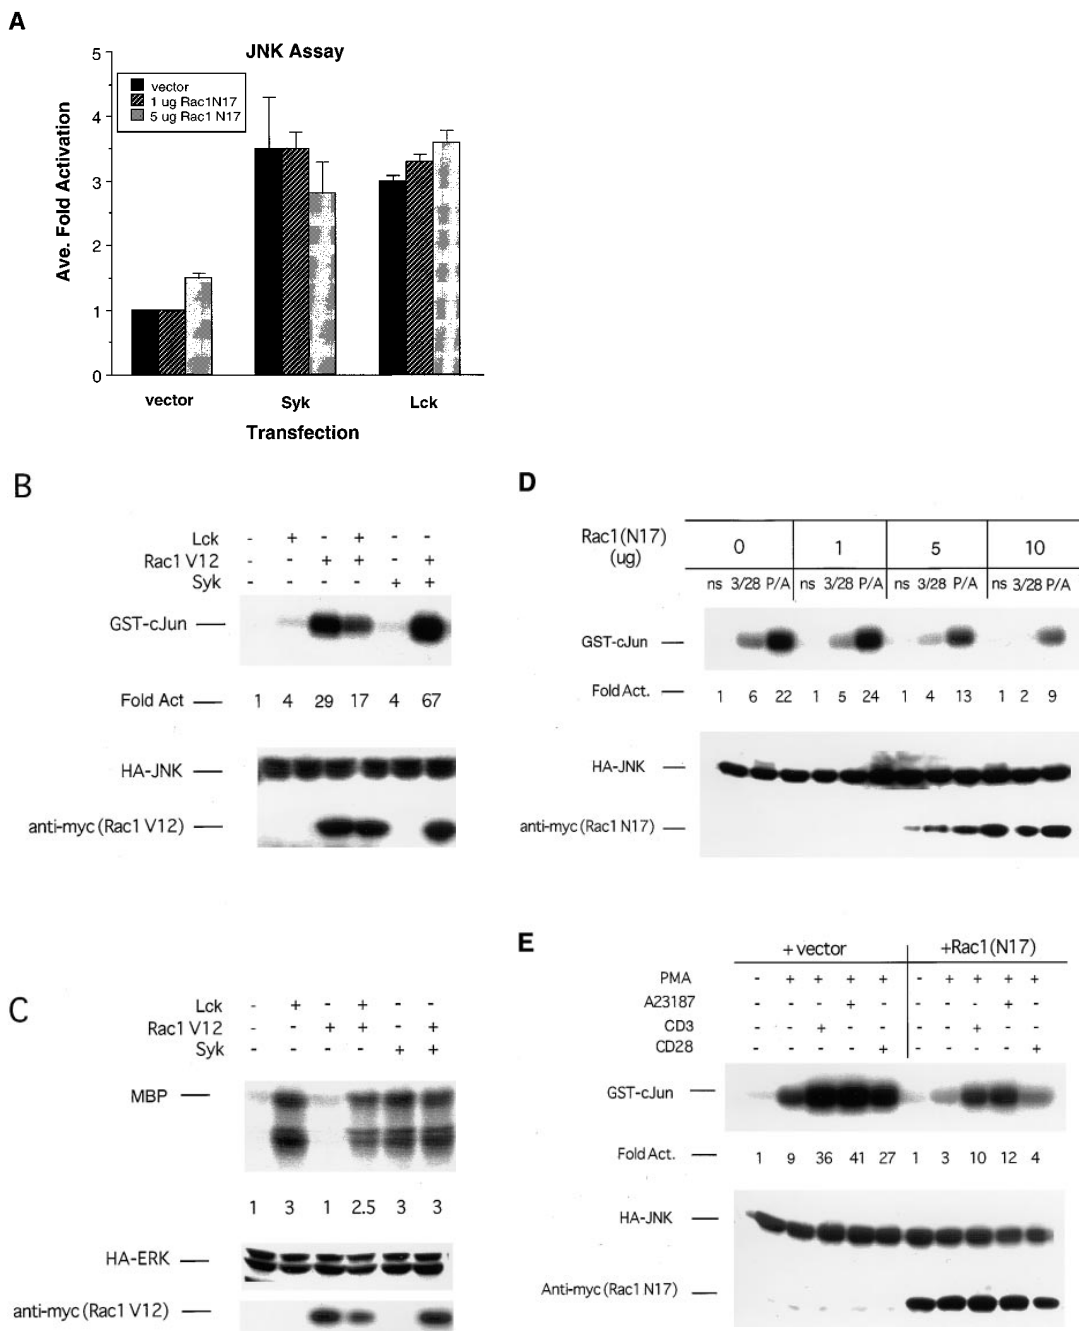 A
JNK Assay
5
4
3
2
1
0
Ave. Fold Activation
vector
1 ug Rac1N17
5 ug Rac1 N17
vector Syk Lck
Transfection
B
Lck - + - + - -
Rac1 V12 - - + + - +
Syk - - - - + +
GST-cJun
Fold Act 1 4 29 17 4 67
HA-JNK
anti-myc (Rac1 V12)
C
Lck - + - + - -
Rac1 V12 - - + + - +
Syk - - - - + +
MBP
1 3 1 2.5 3 3
HA-ERK
anti-myc (Rac1 V12)
D
Rac1(N17) (ug) 0 1 5 10
ns 3/28 P/A ns 3/28 P/A ns 3/28 P/A ns 3/28 P/A
GST-cJun
Fold Act. 1 6 22 1 5 24 1 4 13 1 2 9
HA-JNK
anti-myc (Rac1 N17)
E
+ vector +Rac1(N17)
PMA - + + + + - + + + +
A23187 - - - + - - - - + -
CD3 - - + - - - - + - -
CD28 - - - - + - - - - +
GST-cJun
Fold Act. 1 9 36 41 27 1 3 10 12 4
HA-JNK
Anti-myc (Rac1 N17)